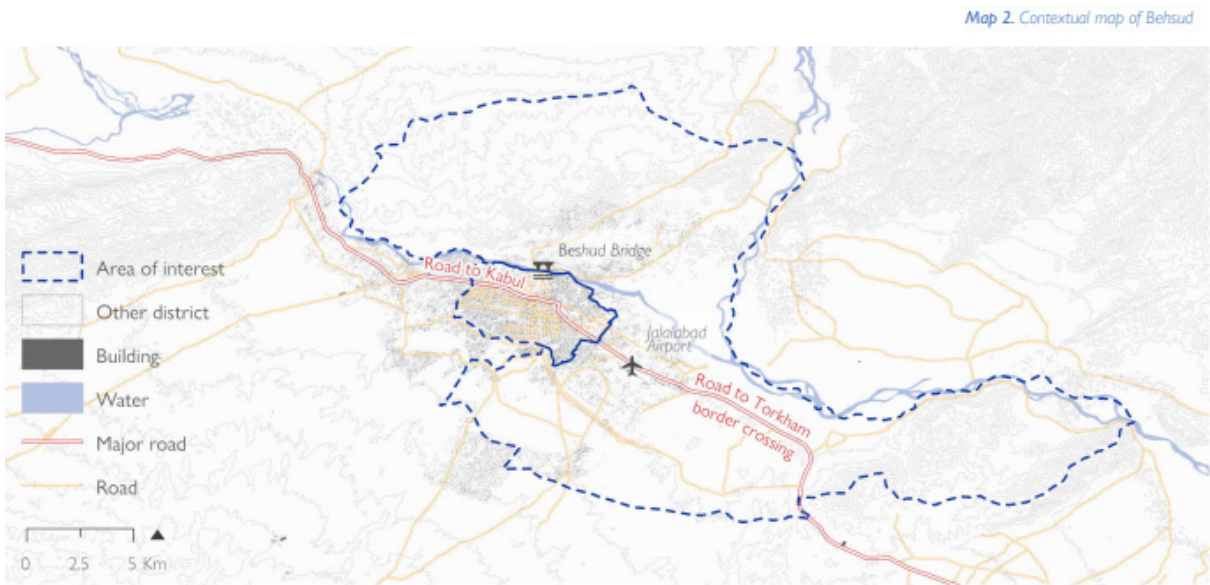 Map 2. Contextual map of Behsud
Beshud Bridge
Road to Kabul
Jalalabad
Airport
Road to Torkham
border crossing
Area of interest
Other district
Building
Water
Major road
Road
0 2.5 5 Km